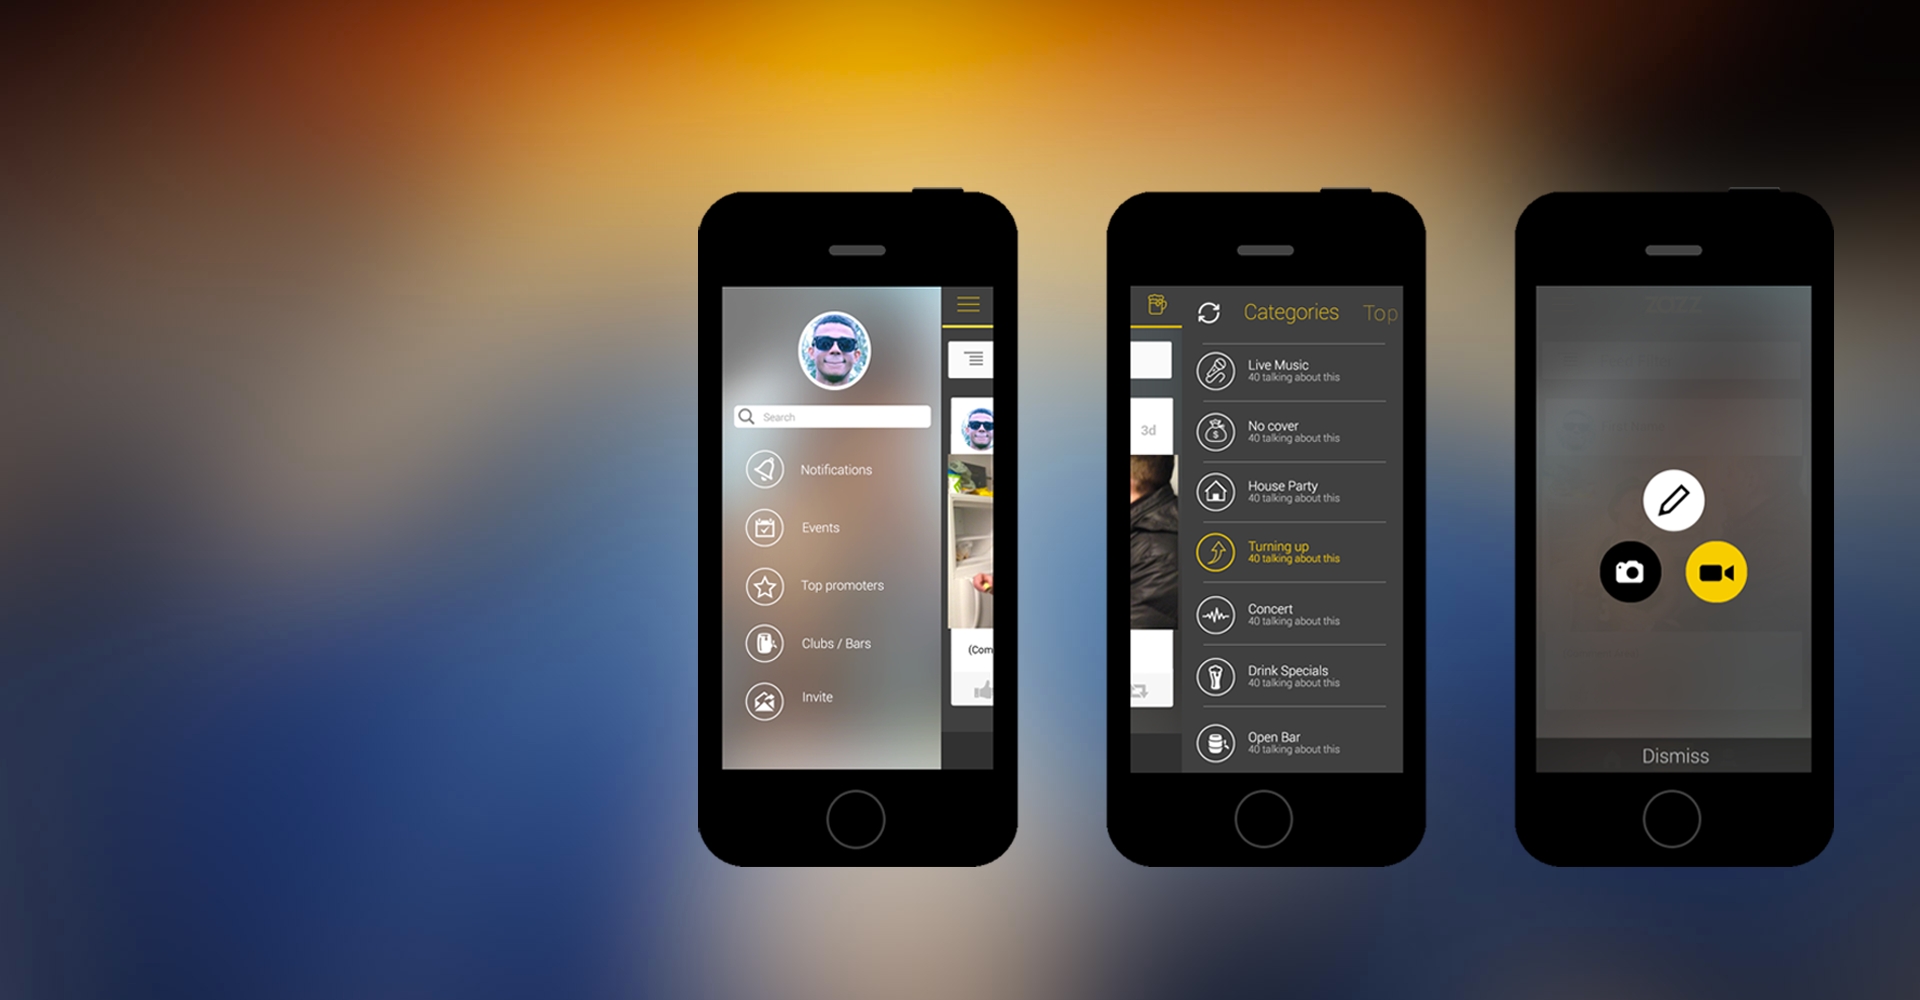 Search
Notifications
Events
Top promoters
Clubs / Bars
Invite
(Com
3d
Categories Top
Live Music
40 talking about this
No cover
40 talking about this
House Party
40 talking about this
Turning up
40 talking about this
Concert
40 talking about this
Drink Specials
40 talking about this
Open Bar
40 talking about this
Dismiss